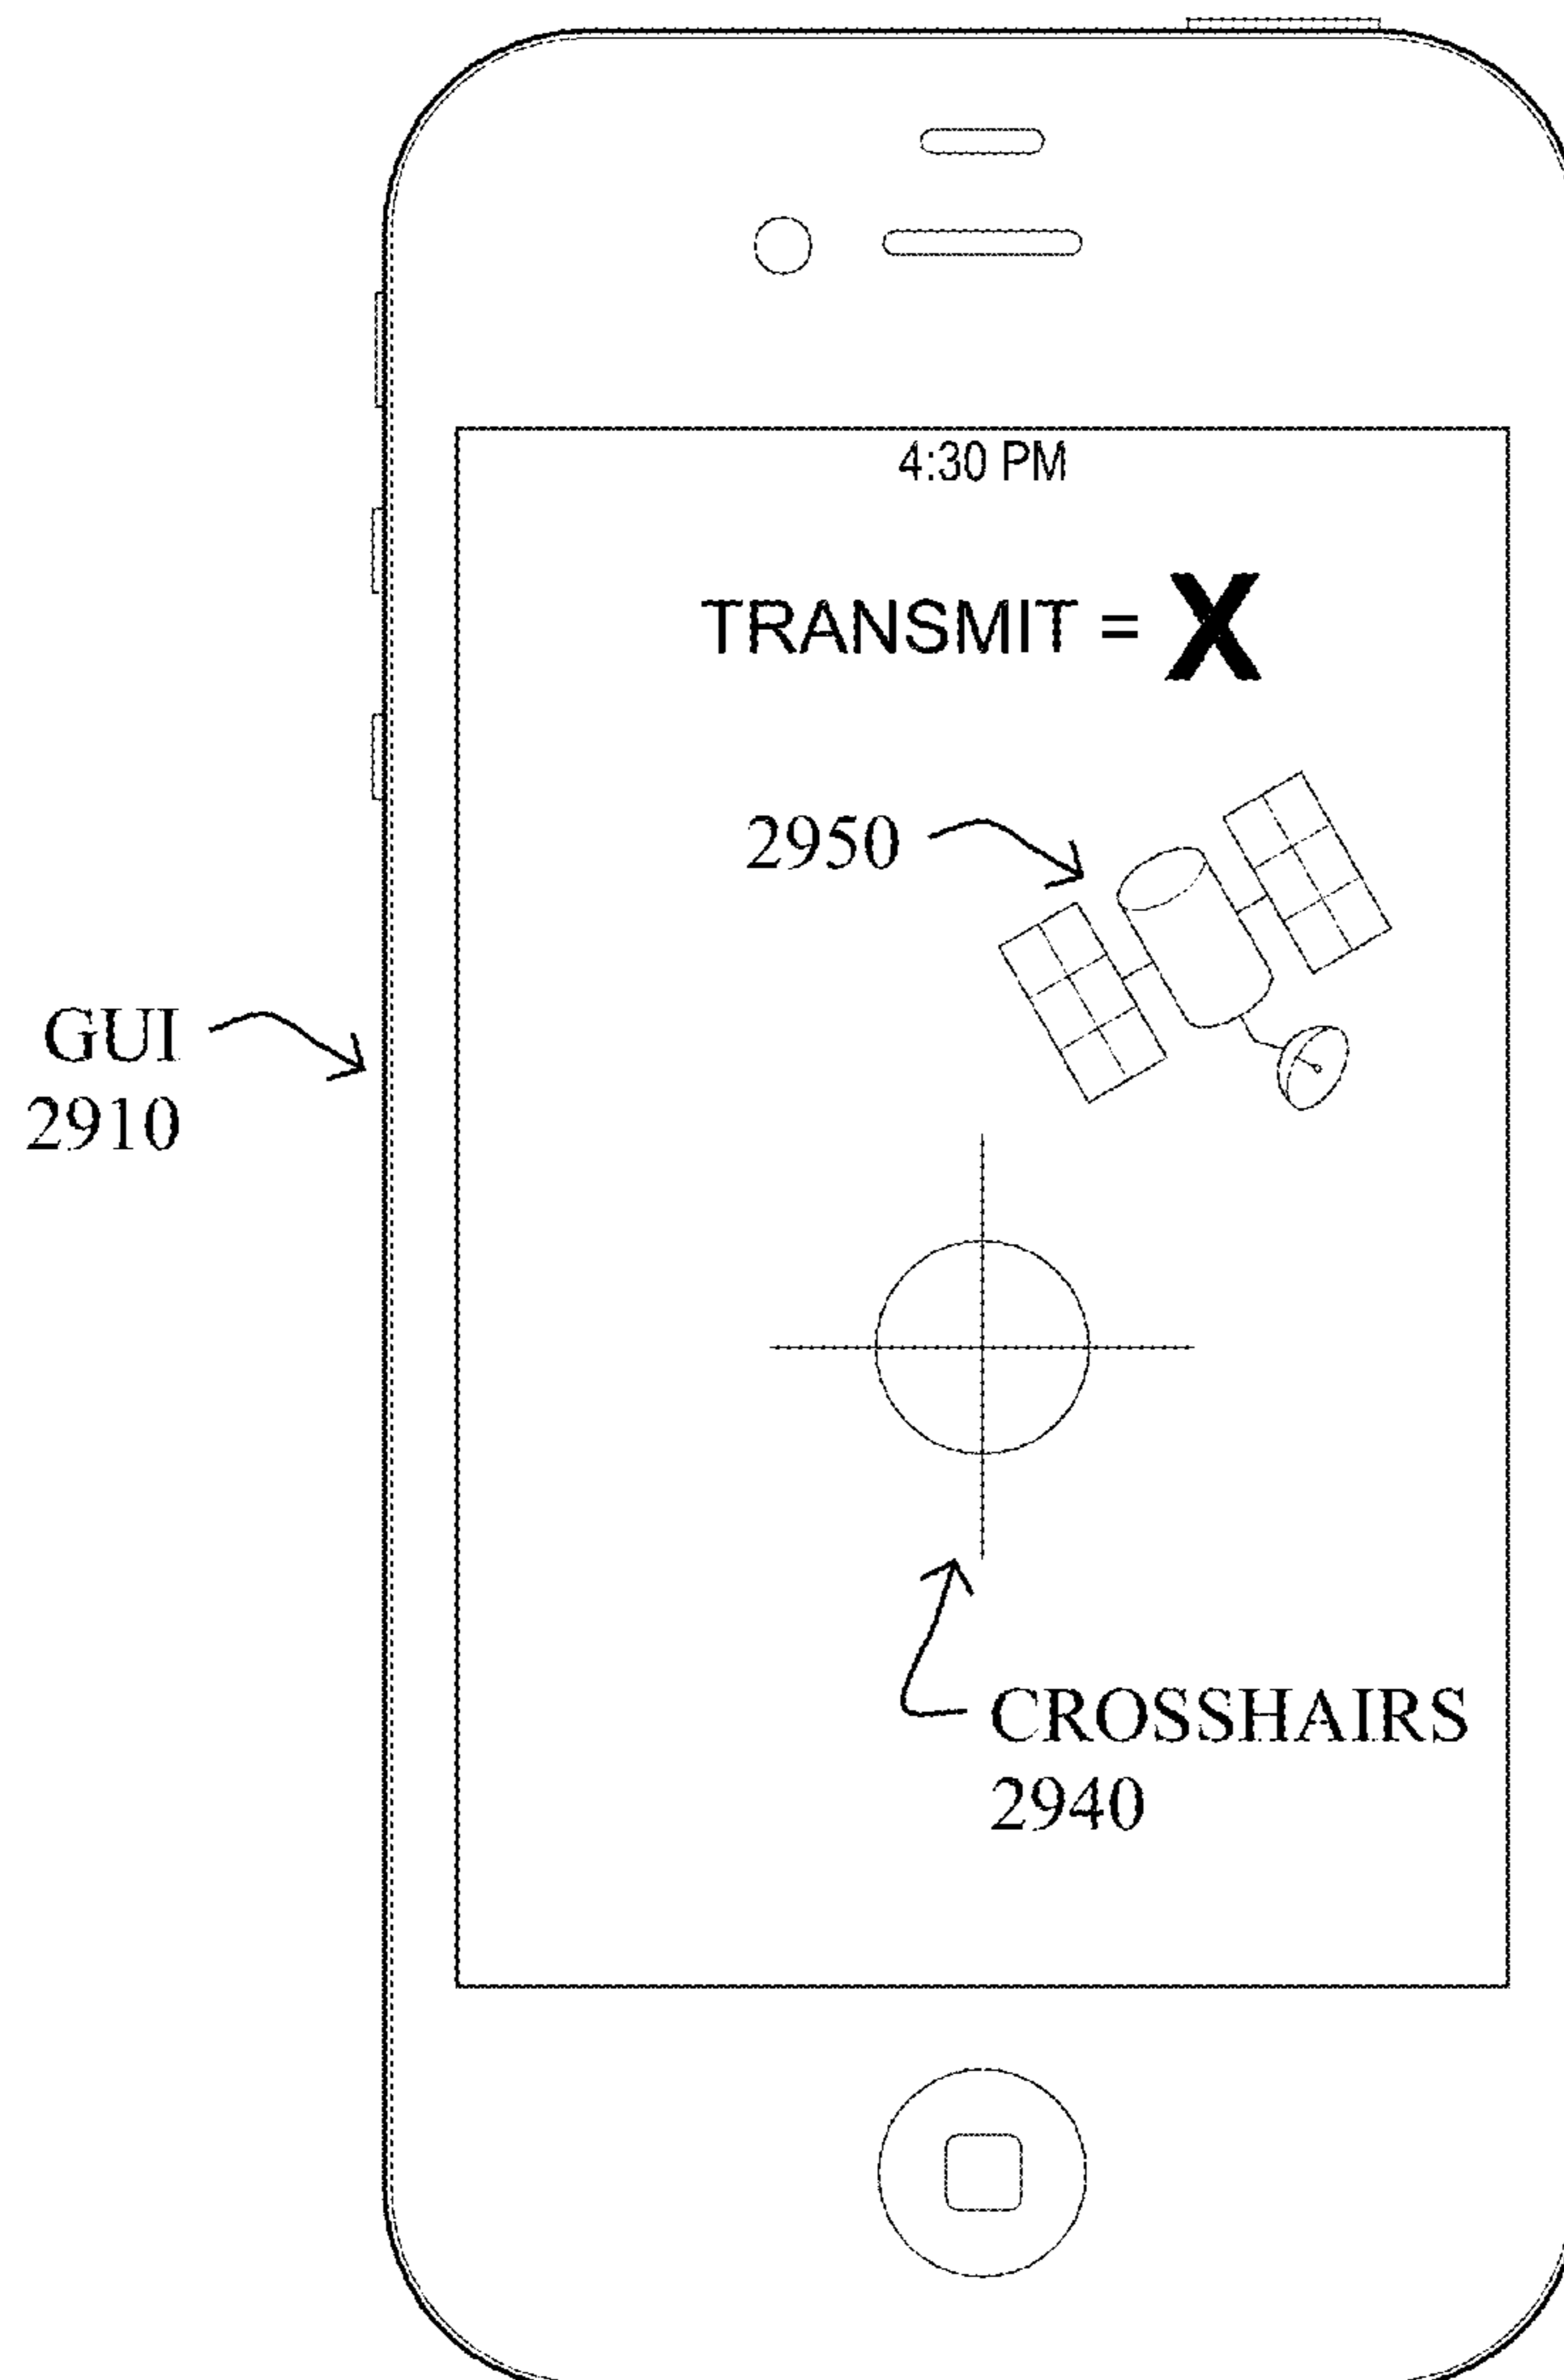 4:30 PM
TRANSMIT = X
2950
GUI
2910
CROSSHAIRS
2940